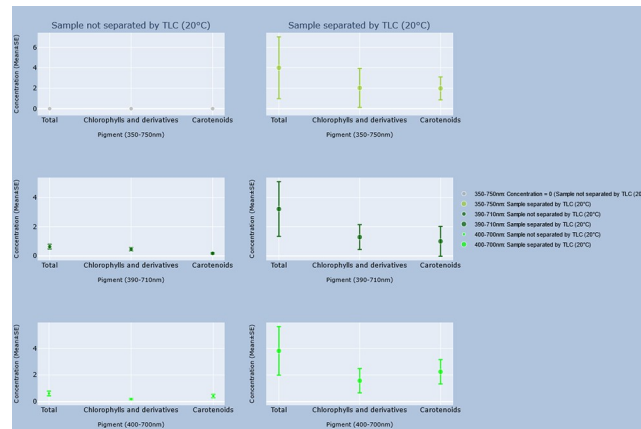 Sample not separated by TLC (20°C)
Sample separated by TLC (20°C)
Concentration (Mean±SE)
6
4
2
0
Total
Chlorophylls and derivatives
Carotenoids
Pigment (350-750nm)
Concentration (Mean±SE)
Total
Chlorophylls and derivatives
Carotenoids
Pigment (350-750nm)
Concentration (Mean±SE)
4
2
0
Total
Chlorophylls and derivatives
Carotenoids
Pigment (390-710nm)
Concentration (Mean±SE)
Total
Chlorophylls and derivatives
Carotenoids
Pigment (390-710nm)
350-750nm: Concentration = 0 (Sample not separated by TLC (20
350-750nm: Sample separated by TLC (20°C)
390-710nm: Sample not separated by TLC (20°C)
390-710nm: Sample separated by TLC (20°C)
400-700nm: Sample not separated by TLC (20°C)
400-700nm: Sample separated by TLC (20°C)
Concentration (Mean±SE)
4
2
0
Total
Chlorophylls and derivatives
Carotenoids
Pigment (400-700nm)
Concentration (Mean±SE)
Total
Chlorophylls and derivatives
Carotenoids
Pigment (400-700nm)